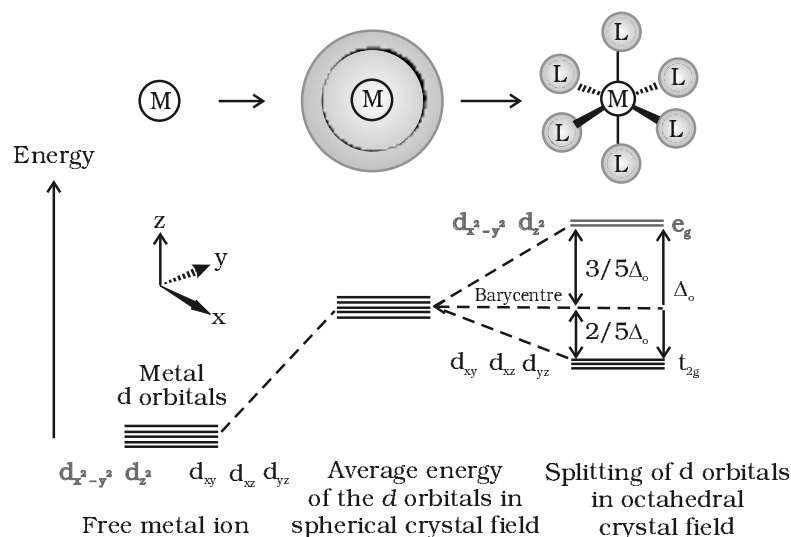 L
L
L
M
M
M
L
L
L
Energy
z
y
x
dx²-y² dz²
eg
3/5Δo
Barycentre
Δo
2/5Δo
dxy dxz dyz
t2g
Metal
d orbitals
dx²-y² dz² dxy dxz dyz
Average energy
of the d orbitals in
spherical crystal field
Splitting of d orbitals
in octahedral
crystal field
Free metal ion